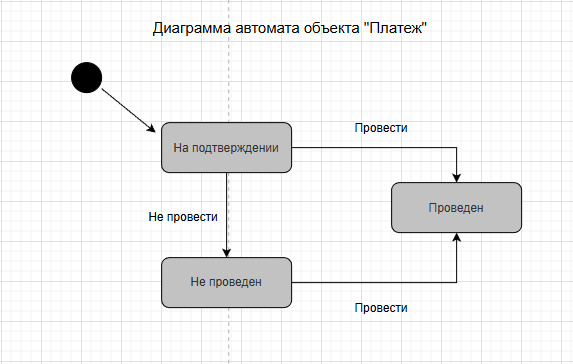 Диаграмма автомата объекта "Платеж"
Провести
На подтверждении
Проведен
Не провести
Не проведен
Провести